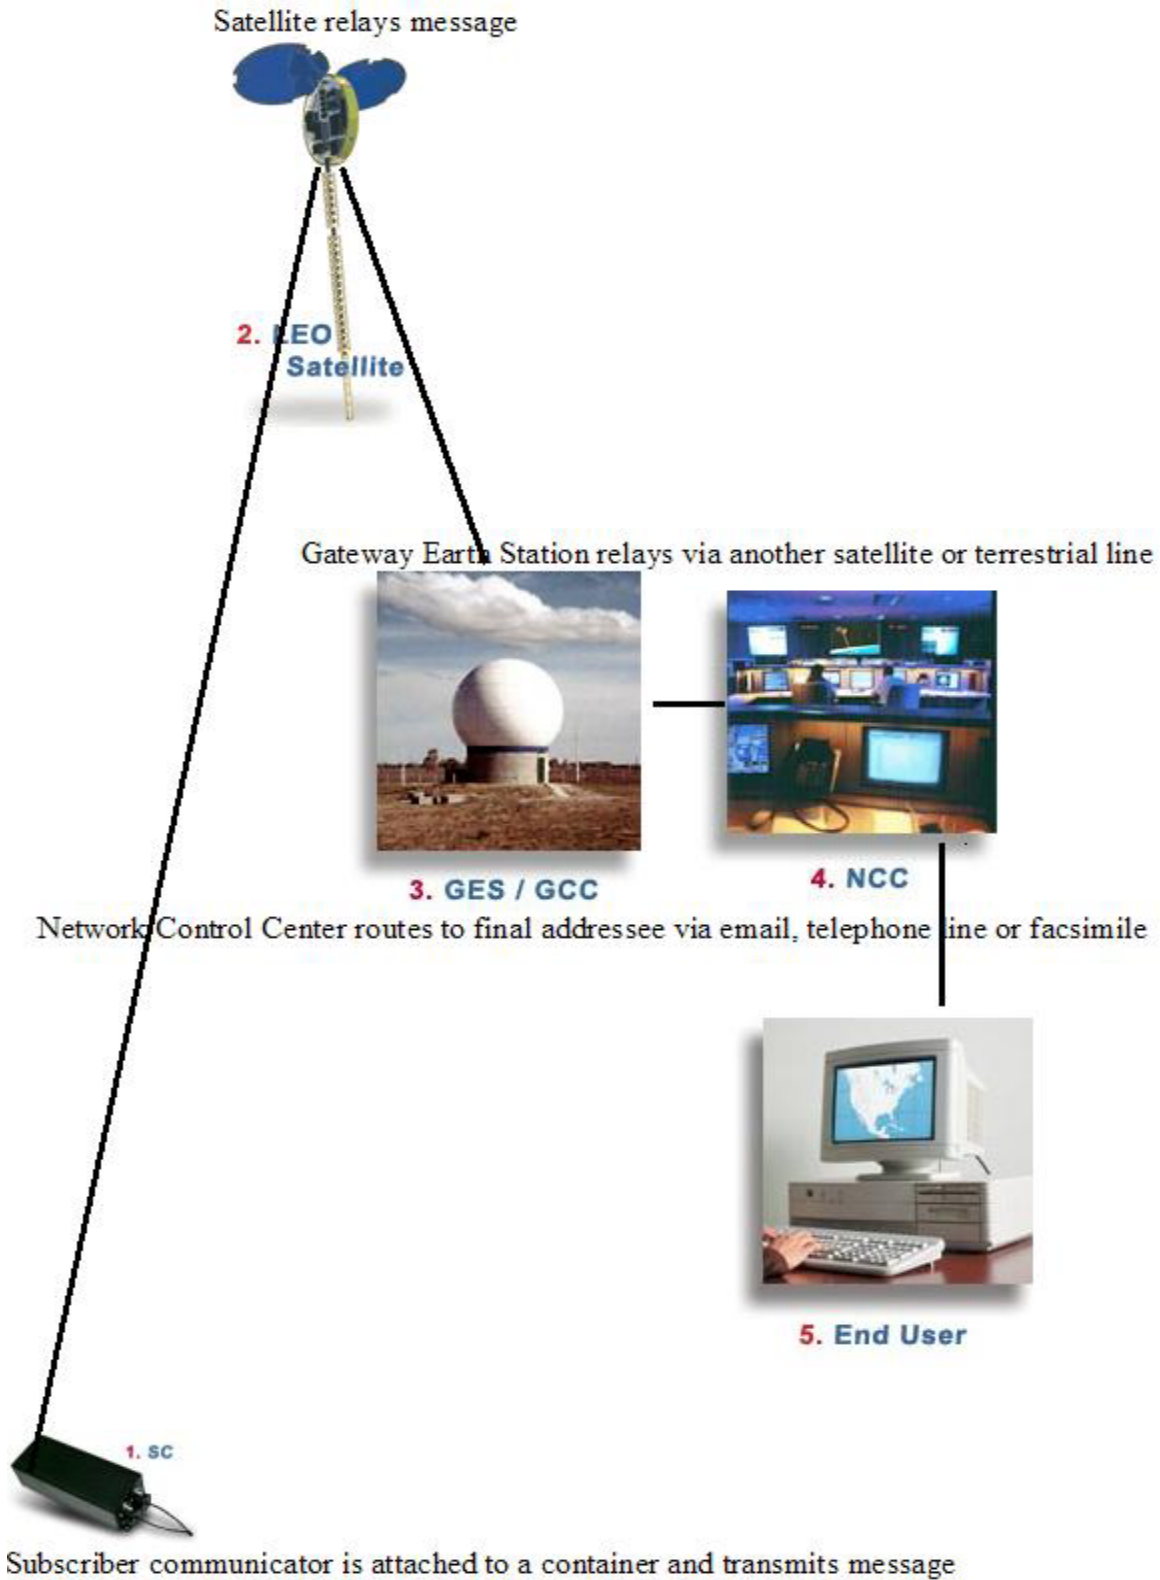 Satellite relays message
2. LEO
Satellite
Gateway Earth Station relays via another satellite or terrestrial line
3. GES / GCC
4. NCC
Network Control Center routes to final addressee via email, telephone line or facsimile
5. End User
1. SC
Subscriber communicator is attached to a container and transmits message